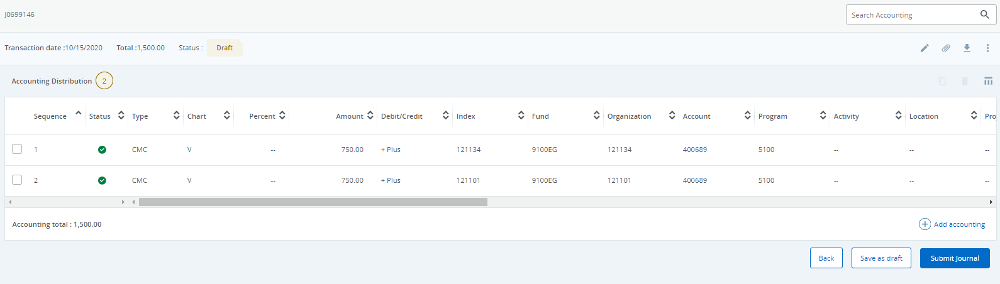 J0699146
Search Accounting
Transaction date :10/15/2020 Total :1,500.00 Status : Draft
Accounting Distribution 2
Sequence Status Type Chart Percent Amount Debit/Credit Index Fund Organization Account Program Activity Location Pro
1 CMC V -- 750.00 + Plus 121134 9100EG 121134 400689 5100 -- -- --
2 CMC V -- 750.00 + Plus 121101 9100EG 121101 400689 5100 -- -- --
Accounting total : 1,500.00 Add accounting
Back Save as draft Submit Journal